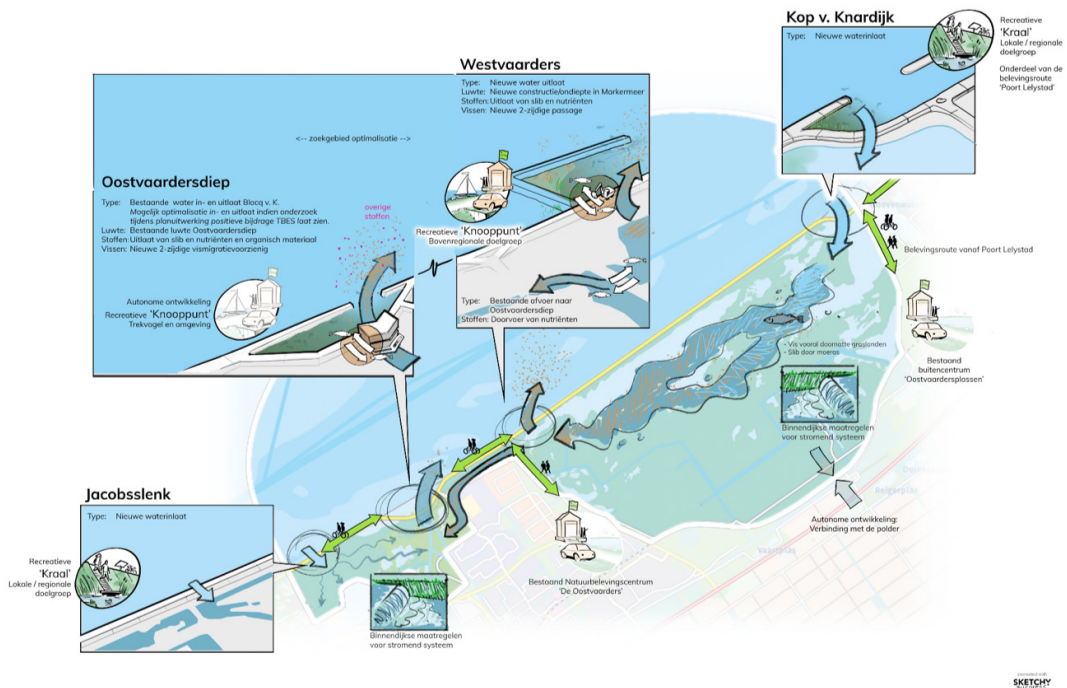 Kop v. Knardijk
Type: Nieuwe waterinlaat
Recreatieve
'Kraal'
Lokale / regionale
doelgroep
Onderdeel van de
belevingsroute
'Poort Lelystad'
Westvaarders
Type: Nieuwe water uitlaat
Luwte: Nieuwe constructie/ondiepte in Markermeer
Stoffen: Uitlaat van slib en nutriënten
Vissen: Nieuwe 2-zijdige passage
<-- zoekgebied optimalisatie -->
Recreatieve 'Knooppunt'
Bovenregionale doelgroep
Type: Bestaande afvoer naar
Oostvaardersdiep
Stoffen: Doorvoer van nutriënten
Oostvaardersdiep
Type: Bestaande water in- en uitlaat Blocq v. K.
Mogelijk optimalisatie in- en uitlaat indien onderzoek
tijdens planuitwerking positieve bijdrage TBES laat zien.
Luwte: Bestaande luwte Oostvaardersdiep
Stoffen: Uitlaat van slib en nutriënten en organisch materiaal
Vissen: Nieuwe 2-zijdige vismigratievoorzienig
overige
stoffen
Autonome ontwikkeling
Recreatieve 'Knooppunt'
Trekvogel en omgeving
Belevingsroute vanaf Poort Lelystad
Bestaand
buitencentrum
'Oostvaardersplassen'
- Vis vooral doornatte graslanden
- Slib door moeras
Binnendijkse maatregelen
voor stromend systeem
Autonome ontwikkeling:
Verbinding met de polder
Jacobsslenk
Type: Nieuwe waterinlaat
Recreatieve
'Kraal'
Lokale / regionale
doelgroep
Bestaand Natuurbelevingscentrum
'De Oostvaarders'
Binnendijkse maatregelen
voor stromend systeem
SKETCHY